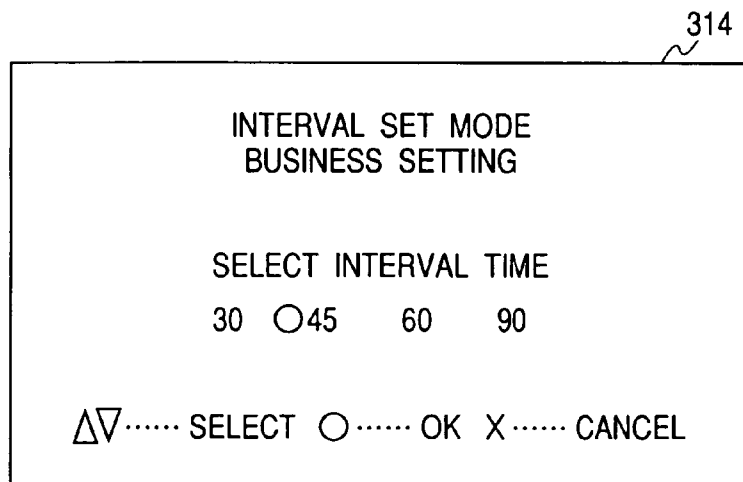 314
INTERVAL SET MODE
BUSINESS SETTING
SELECT INTERVAL TIME
30 ○45 60 90
△▽…… SELECT ○…… OK X…… CANCEL